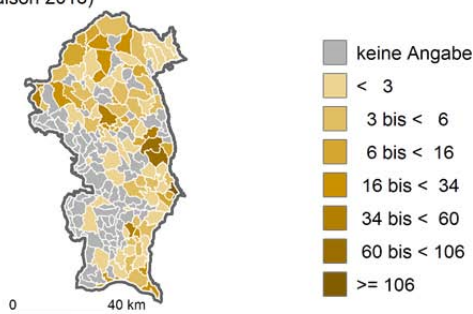 keine Angabe
< 3
3 bis < 6
6 bis < 16
16 bis < 34
34 bis < 60
60 bis < 106
>= 106
0 40 km